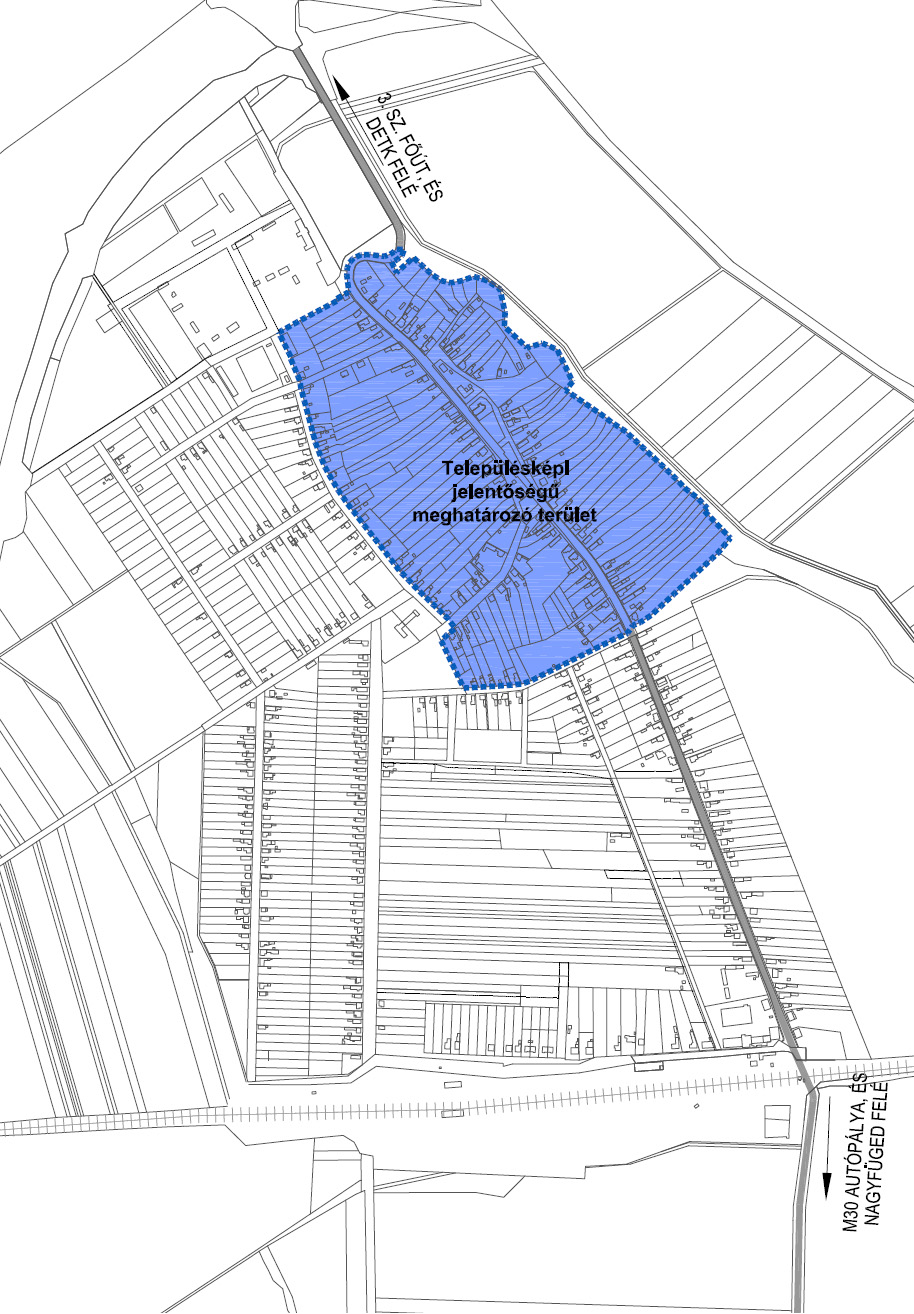 3. SZ. FŐÚT, ÉS
DETK FELÉ
Településképi
jelentőségű
meghatározó terület
M30 AUTÓPÁLYA, ÉS
NAGYFÜGED FELÉ